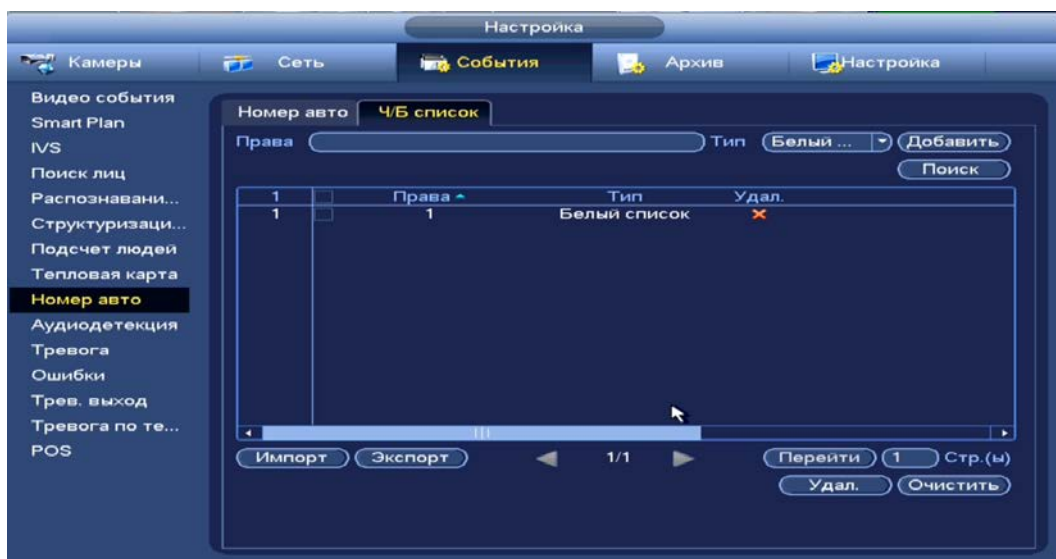 Настройка
Камеры Сеть События Архив Настройка
Видео события
Smart Plan
IVS
Поиск лиц
Распознавани...
Структуризаци...
Подсчет людей
Тепловая карта
Номер авто
Аудиодетекция
Тревога
Ошибки
Трев. выход
Тревога по те...
POS
Номер авто Ч/Б список
Права Тип Белый ... Добавить
Поиск
1 Права Тип Удал.
1 1 Белый список
Импорт Экспорт 1/1 Перейти 1 Стр.(ы)
Удал. Очистить